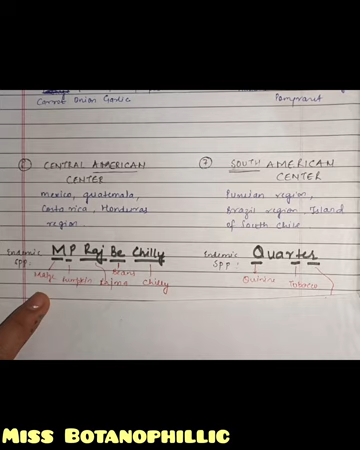 Carrot Onion Garlic
Pomgranet
⑥ CENTRAL AMERICAN
CENTER
mexico, guatemala,
Costa rica, Honduras
region
Endemic
Spp:
MP Raj Be Chilly
Maize Pumpkin Rajma Beans Chilly
⑦ SOUTH AMERICAN
CENTER
region,
Brazil region, Island
of south Chile
Endemic
Spp:
Quarter
Quinine Tobacco
MISS BOTANOPHILLIC